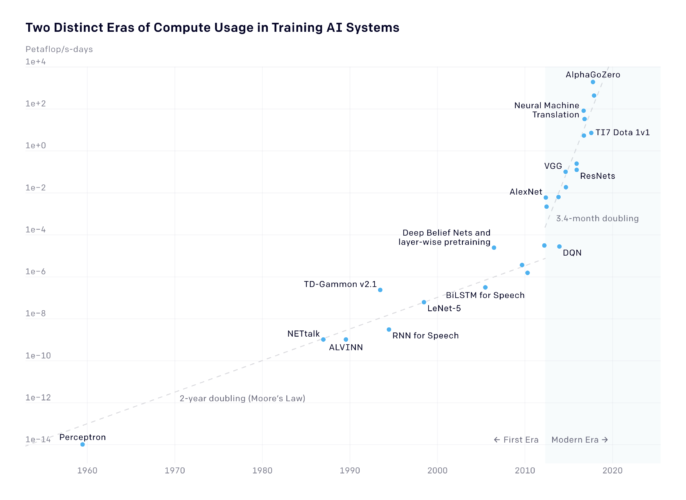 Two Distinct Eras of Compute Usage in Training AI Systems
Petaflop/s-days
1e+4
AlphaGoZero
1e+2
Neural Machine
Translation
TI7 Dota 1v1
1e+0
VGG
ResNets
1e-2
AlexNet
3.4-month doubling
1e-4
Deep Belief Nets and
layer-wise pretraining
DQN
1e-6
TD-Gammon v2.1
BiLSTM for Speech
LeNet-5
1e-8
NETtalk
RNN for Speech
ALVINN
1e-10
1e-12
2-year doubling (Moore's Law)
1e-14
Perceptron
← First Era
Modern Era →
1960
1970
1980
1990
2000
2010
2020